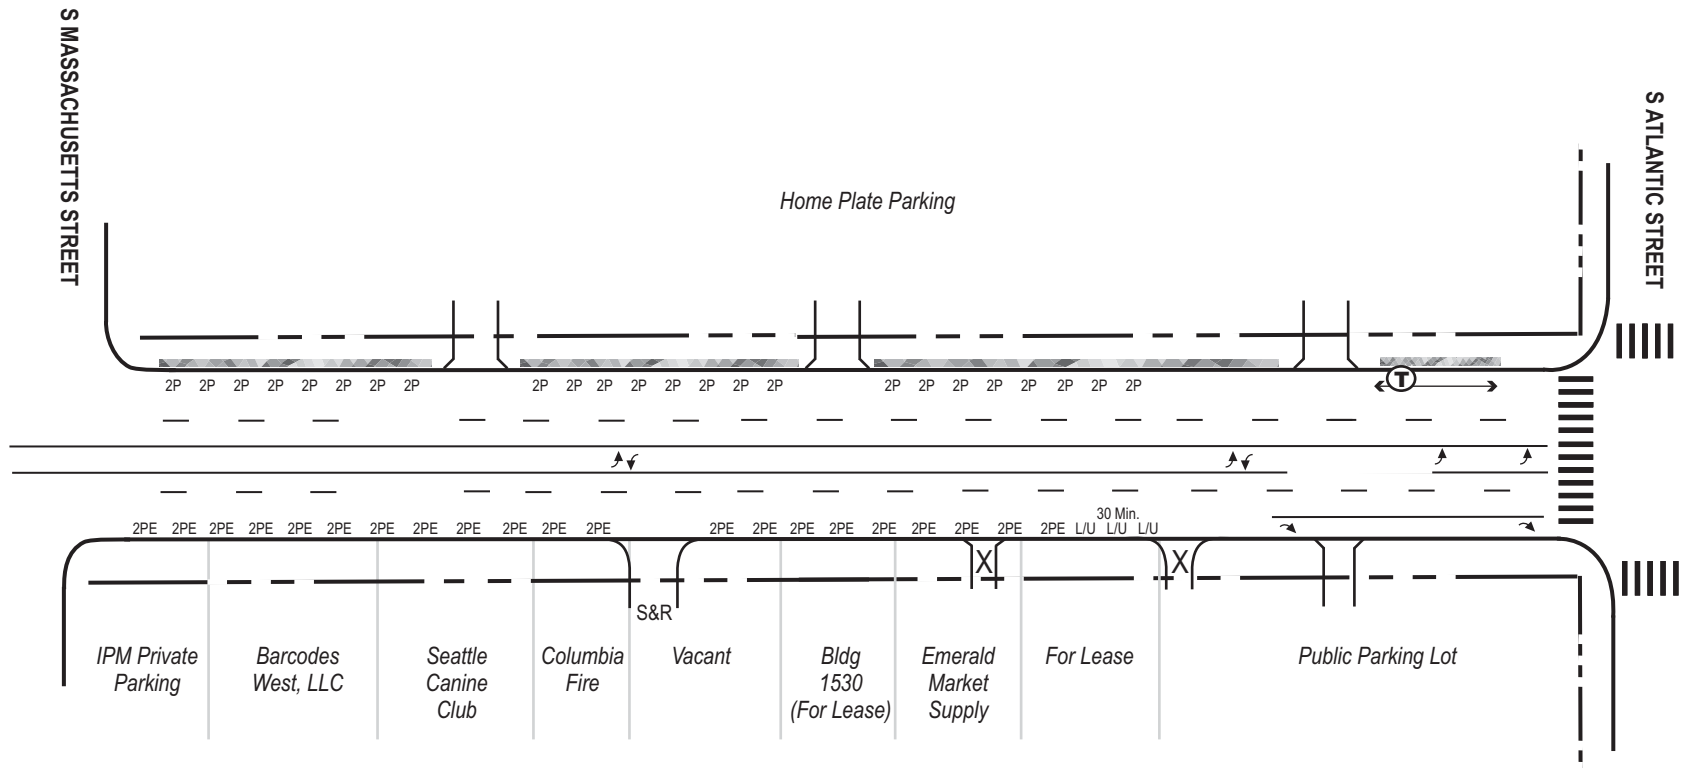 S MASSACHUSETTS STREET
S ATLANTIC STREET
Home Plate Parking
2P 2P 2P 2P 2P 2P 2P 2P 2P 2P 2P 2P 2P 2P 2P 2P 2P 2P 2P 2P 2P 2P 2P 2P T
30 Min.
2PE 2PE 2PE 2PE 2PE 2PE 2PE 2PE 2PE 2PE 2PE 2PE 2PE 2PE 2PE 2PE 2PE 2PE 2PE 2PE 2PE L/U L/U L/U
X X
S&R
IPM Private
Parking
Barcodes
West, LLC
Seattle
Canine
Club
Columbia
Fire
Vacant
Bldg
1530
(For Lease)
Emerald
Market
Supply
For Lease
Public Parking Lot